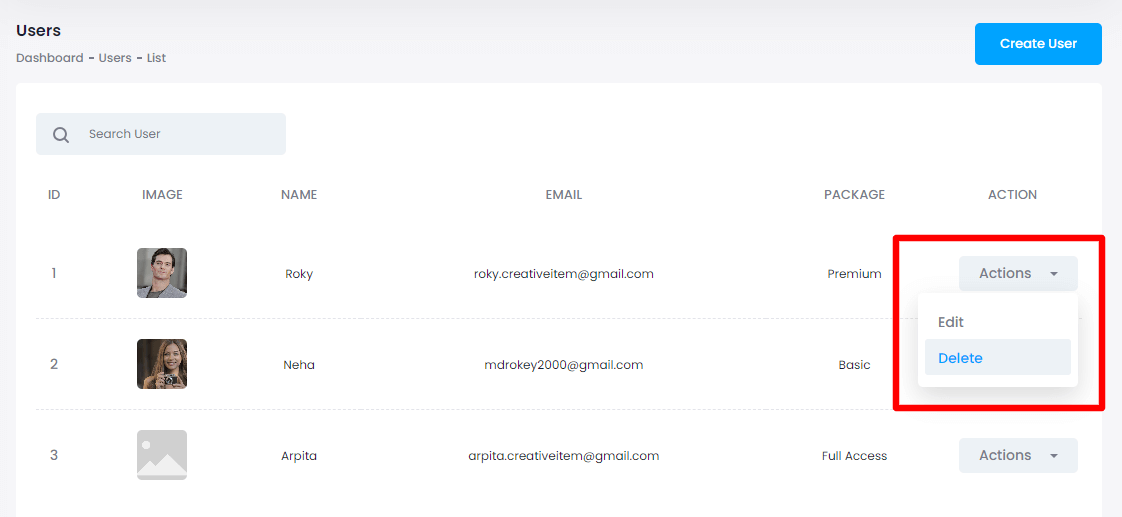 Users
Create User
Dashboard - Users - List
Search User
ID IMAGE NAME EMAIL PACKAGE ACTION
1 Roky roky.creativeitem@gmail.com Premium Actions
Edit
2 Neha mdrokey2000@gmail.com Basic
Delete
3 Arpita arpita.creativeitem@gmail.com Full Access Actions